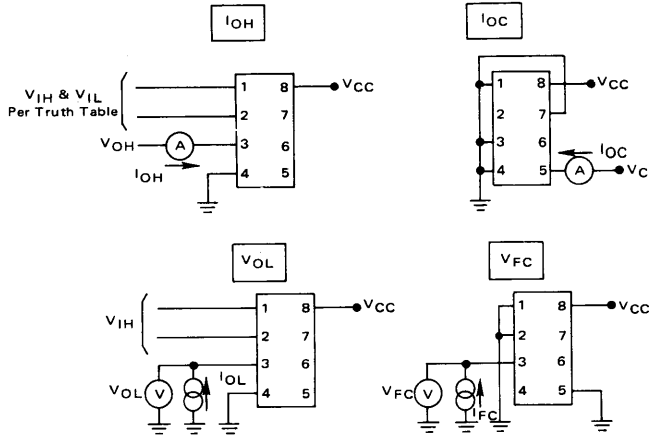 IOH
VIH & VIL
Per Truth Table
VOH
A
IOH
1 8
2 7
3 6
4 5
VCC
IOC
1 8
2 7
3 6
4 5
VCC
IOC
A
VC
VOL
VIH
1 8
2 7
3 6
4 5
VCC
VOL
V
IOL
VFC
1 8
2 7
3 6
4 5
VCC
VFC
V
IFC